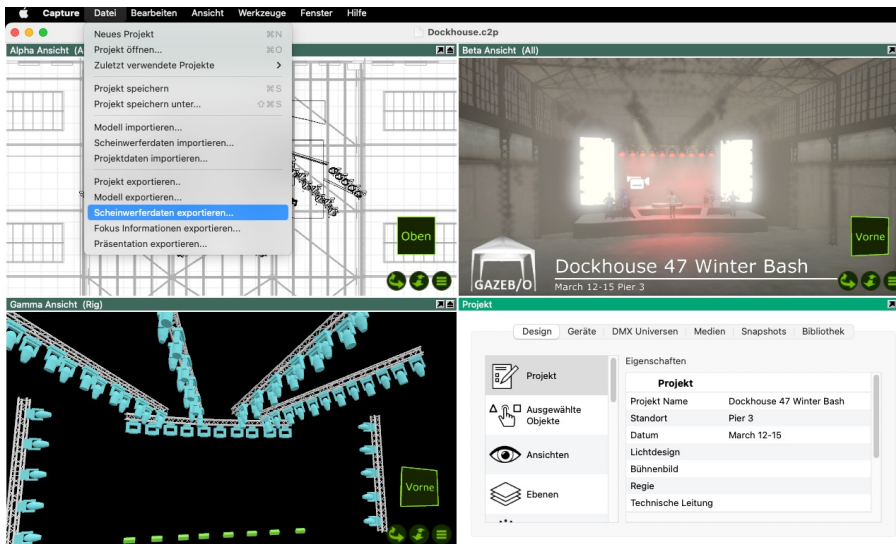 Capture Datei Bearbeiten Ansicht Werkzeuge Fenster Hilfe
Dockhouse.c2p
Alpha Ansicht (A
Neues Projekt ⌘N
Projekt öffnen... ⌘O
Zuletzt verwendete Projekte >
Projekt speichern ⌘S
Projekt speichern unter... ⇧⌘S
Modell importieren...
Scheinwerferdaten importieren...
Projektdaten importieren...
Projekt exportieren..
Modell exportieren...
Scheinwerferdaten exportieren...
Fokus Informationen exportieren...
Präsentation exportieren...
Oben
Beta Ansicht (All)
Vorne
GAZEB/O
Dockhouse 47 Winter Bash
March 12-15 Pier 3
Gamma Ansicht (Rig)
Vorne
Projekt
Design Geräte DMX Universen Medien Snapshots Bibliothek
Projekt
Ausgewählte
Objekte
Ansichten
Ebenen
Eigenschaften
Projekt
Projekt Name Dockhouse 47 Winter Bash
Standort Pier 3
Datum March 12-15
Lichtdesign
Bühnenbild
Regie
Technische Leitung